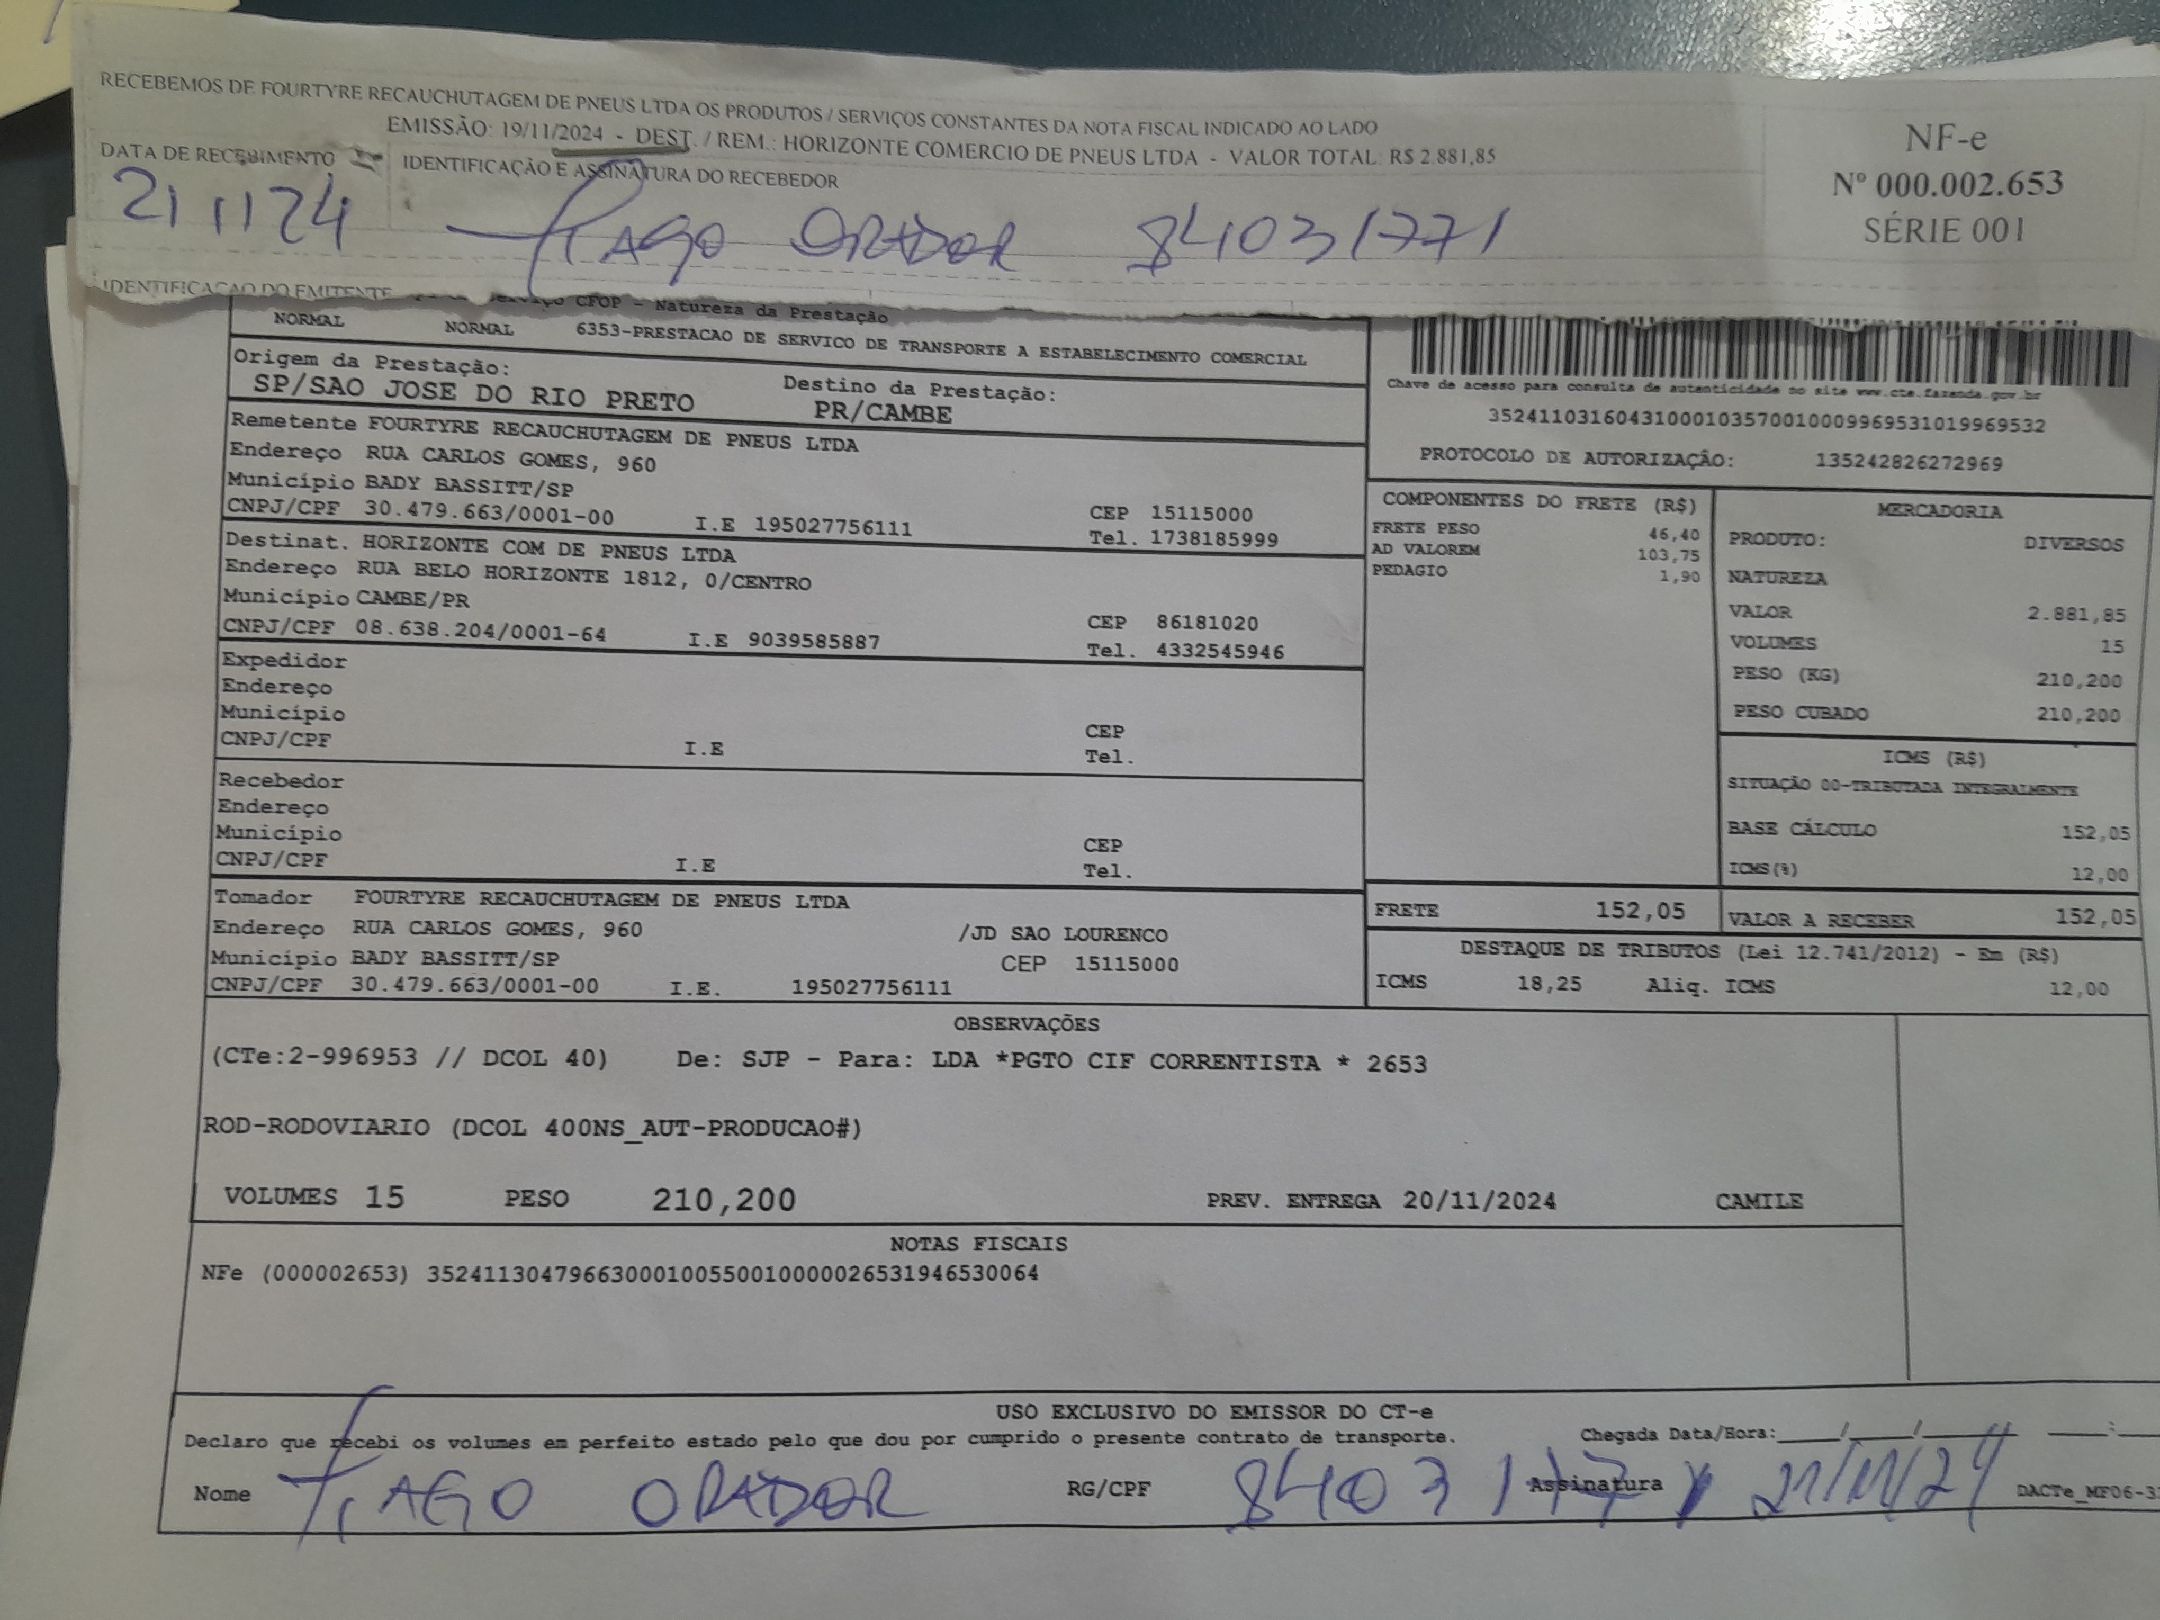 RECEBEMOS DE FOURTYRE RECAUCHUTAGEM DE PNEUS LTDA OS PRODUTOS / SERVIÇOS CONSTANTES DA NOTA FISCAL INDICADO AO LADO
EMISSÃO: 19/11/2024 - DEST. / REM.: HORIZONTE COMERCIO DE PNEUS LTDA - VALOR TOTAL: R$ 2.881,85
DATA DE RECEBIMENTO IDENTIFICAÇÃO E ASSINATURA DO RECEBEDOR
21 11 24 TIAGO ORADOR 84031771
NF-e
Nº 000.002.653
SÉRIE 001
IDENTIFICAÇÃO DO EMITENTE
Serviço CFOP - Natureza da Prestação
NORMAL NORMAL 6353-PRESTACAO DE SERVICO DE TRANSPORTE A ESTABELECIMENTO COMERCIAL
Origem da Prestação: Destino da Prestação:
SP/SAO JOSE DO RIO PRETO PR/CAMBE
Chave de acesso para consulta de autenticidade no site www.cte.fazenda.gov.br
35241103160431000103570010009969531019969532
PROTOCOLO DE AUTORIZAÇÃO: 135242826272969
Remetente FOURTYRE RECAUCHUTAGEM DE PNEUS LTDA
Endereço RUA CARLOS GOMES, 960
Município BADY BASSITT/SP CEP 15115000
CNPJ/CPF 30.479.663/0001-00 I.E 195027756111 Tel. 1738185999
Destinat. HORIZONTE COM DE PNEUS LTDA
Endereço RUA BELO HORIZONTE 1812, 0/CENTRO
Município CAMBE/PR CEP 86181020
CNPJ/CPF 08.638.204/0001-64 I.E 9039585887 Tel. 4332545946
Expedidor
Endereço
Município CEP
CNPJ/CPF I.E Tel.
Recebedor
Endereço
Município CEP
CNPJ/CPF I.E Tel.
Tomador FOURTYRE RECAUCHUTAGEM DE PNEUS LTDA
Endereço RUA CARLOS GOMES, 960 /JD SAO LOURENCO
Município BADY BASSITT/SP CEP 15115000
CNPJ/CPF 30.479.663/0001-00 I.E. 195027756111
COMPONENTES DO FRETE (R$)
FRETE PESO 46,40
AD VALOREM 103,75
PEDAGIO 1,90
MERCADORIA
PRODUTO: DIVERSOS
NATUREZA
VALOR 2.881,85
VOLUMES 15
PESO (KG) 210,200
PESO CUBADO 210,200
ICMS (R$)
SITUAÇÃO 00-TRIBUTADA INTEGRALMENTE
BASE CÁLCULO 152,05
ICMS(%) 12,00
FRETE 152,05 VALOR A RECEBER 152,05
DESTAQUE DE TRIBUTOS (Lei 12.741/2012) - Em (R$)
ICMS 18,25 Aliq. ICMS 12,00
OBSERVAÇÕES
(CTe:2-996953 // DCOL 40) De: SJP - Para: LDA *PGTO CIF CORRENTISTA * 2653
ROD-RODOVIARIO (DCOL 400NS_AUT-PRODUCAO#)
VOLUMES 15 PESO 210,200 PREV. ENTREGA 20/11/2024 CAMILE
NOTAS FISCAIS
NFe (000002653) 35241130479663000100550010000026531946530064
USO EXCLUSIVO DO EMISSOR DO CT-e
Declaro que recebi os volumes em perfeito estado pelo que dou por cumprido o presente contrato de transporte. Chegada Data/Hora:____/____/____ ___:___
Nome TIAGO ORADOR RG/CPF Assinatura 21/11/24